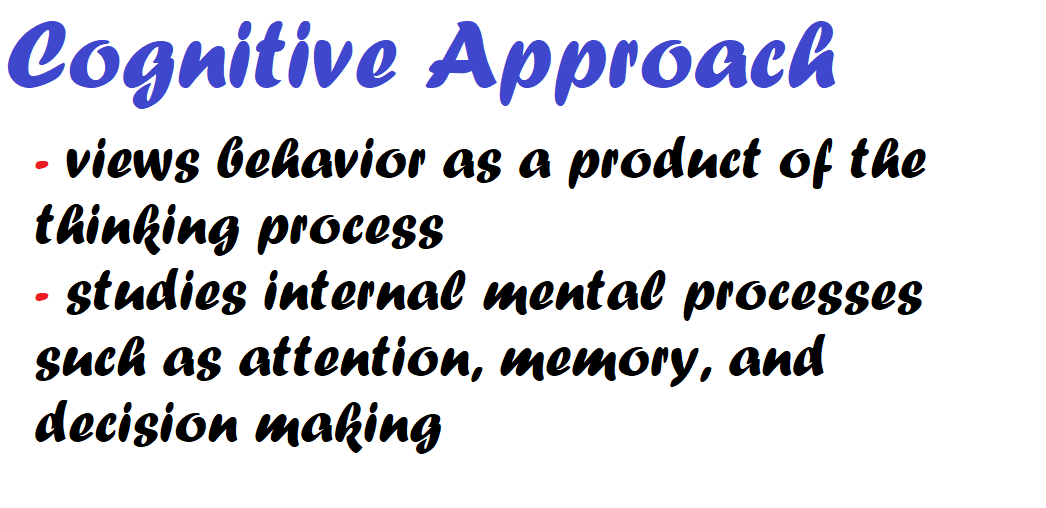 Cognitive Approach
- views behavior as a product of the
thinking process
- studies internal mental processes
such as attention, memory, and
decision making